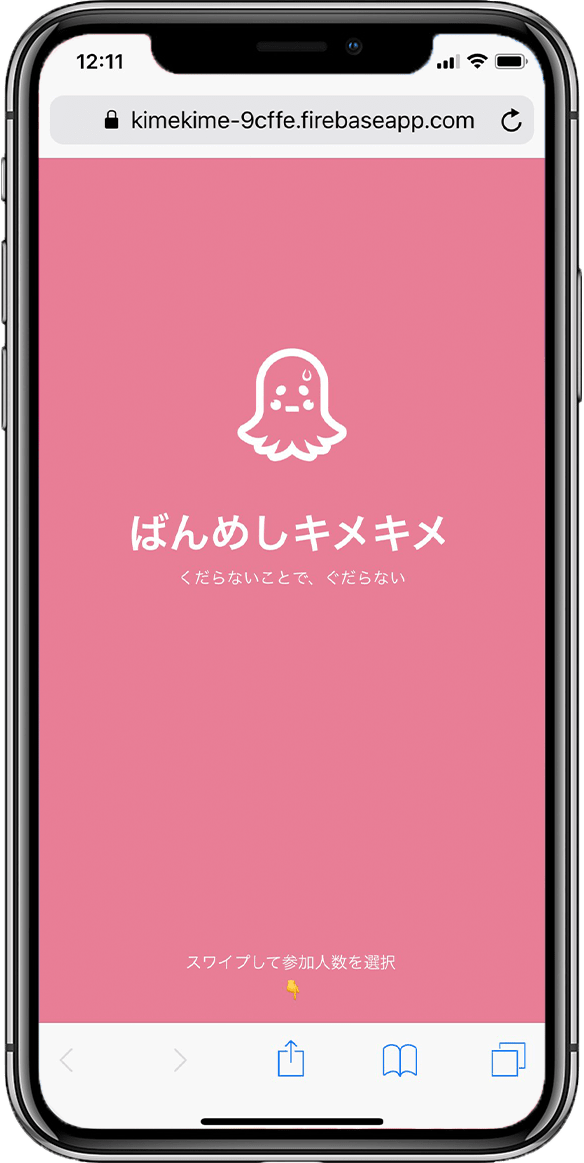 12:11
kimekime-9cffe.firebaseapp.com
ばんめしキメキメ
くだらないことで、ぐだらない
スワイプして参加人数を選択
👇